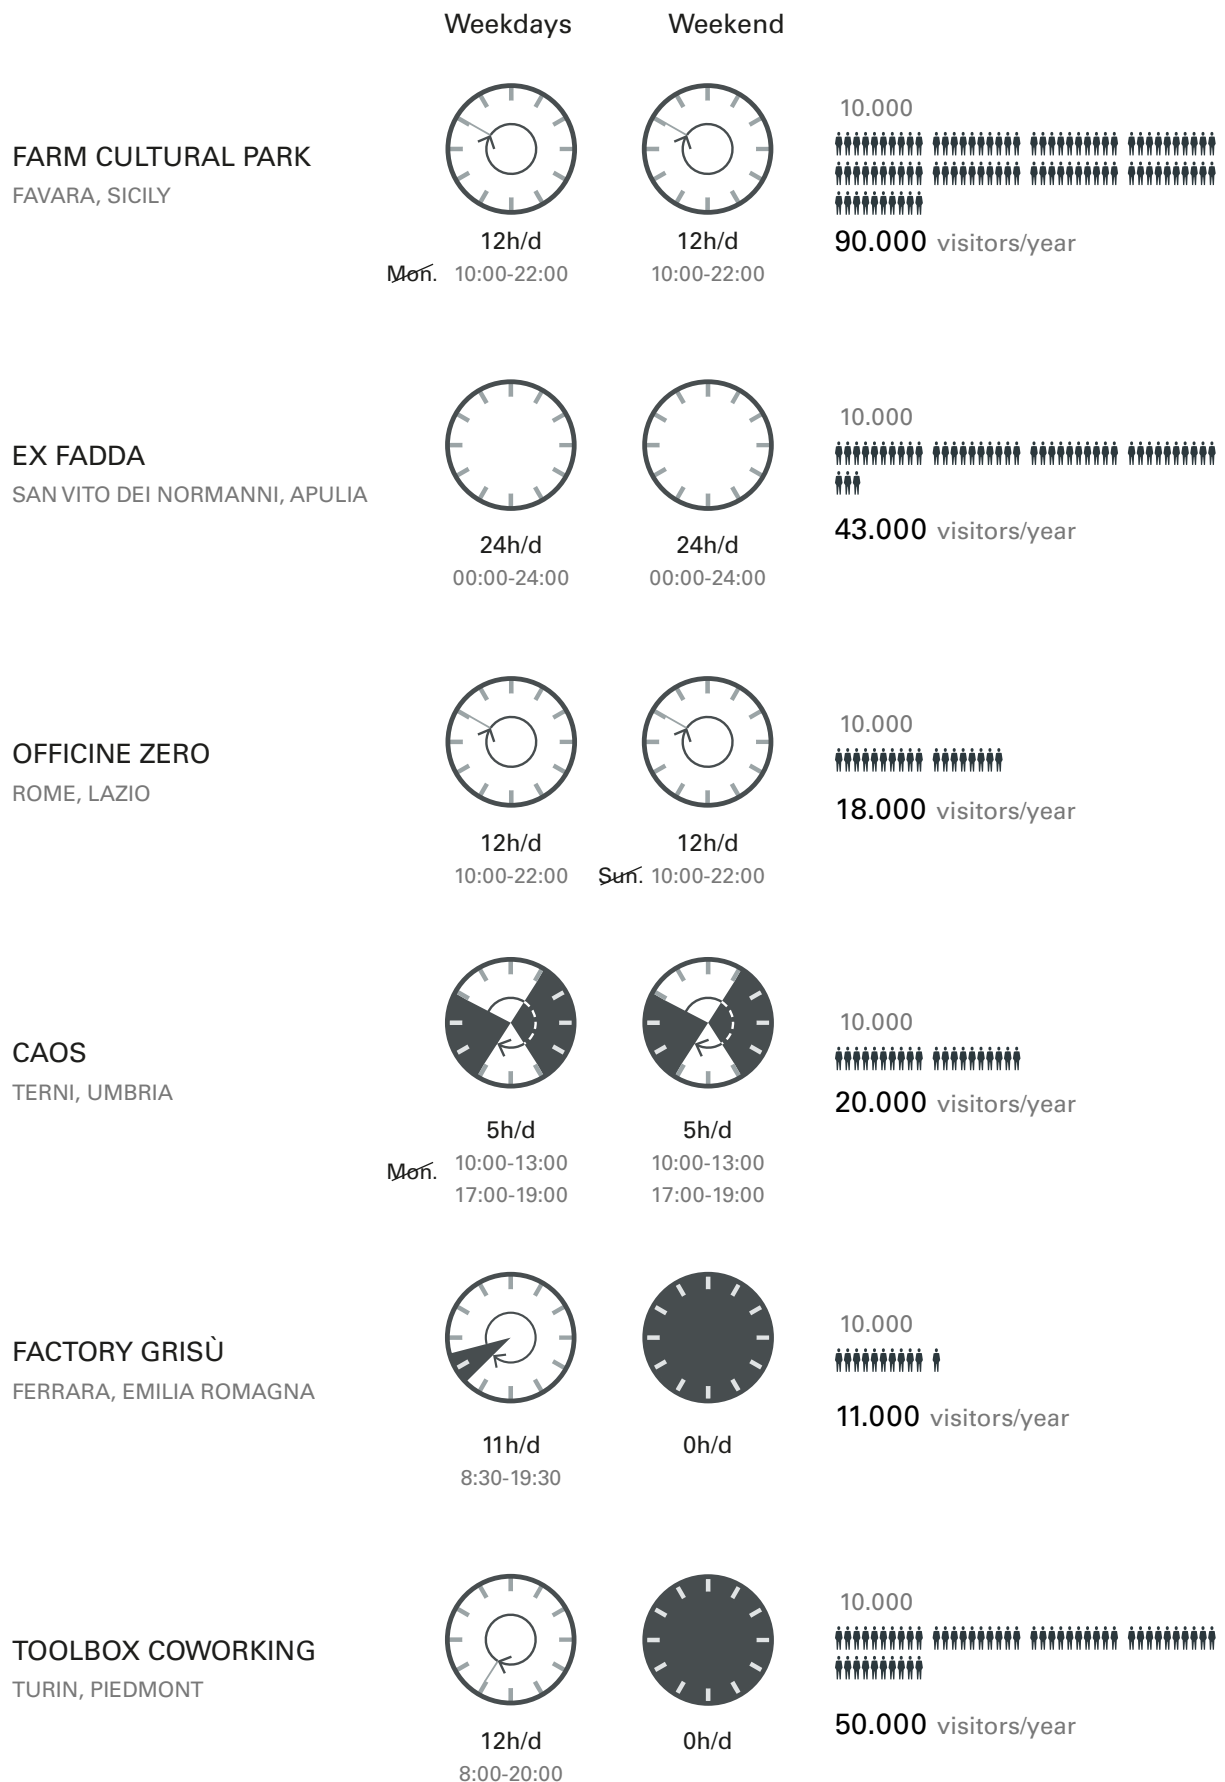 Weekdays Weekend
FARM CULTURAL PARK
FAVARA, SICILY
12h/d 12h/d
Mon. 10:00-22:00 10:00-22:00
10.000
90.000 visitors/year
EX FADDA
SAN VITO DEI NORMANNI, APULIA
24h/d 24h/d
00:00-24:00 00:00-24:00
10.000
43.000 visitors/year
OFFICINE ZERO
ROME, LAZIO
12h/d 12h/d
10:00-22:00 Sun. 10:00-22:00
10.000
18.000 visitors/year
CAOS
TERNI, UMBRIA
5h/d 5h/d
Mon. 10:00-13:00 10:00-13:00
17:00-19:00 17:00-19:00
10.000
20.000 visitors/year
FACTORY GRISÙ
FERRARA, EMILIA ROMAGNA
11h/d 0h/d
8:30-19:30
10.000
11.000 visitors/year
TOOLBOX COWORKING
TURIN, PIEDMONT
12h/d 0h/d
8:00-20:00
10.000
50.000 visitors/year